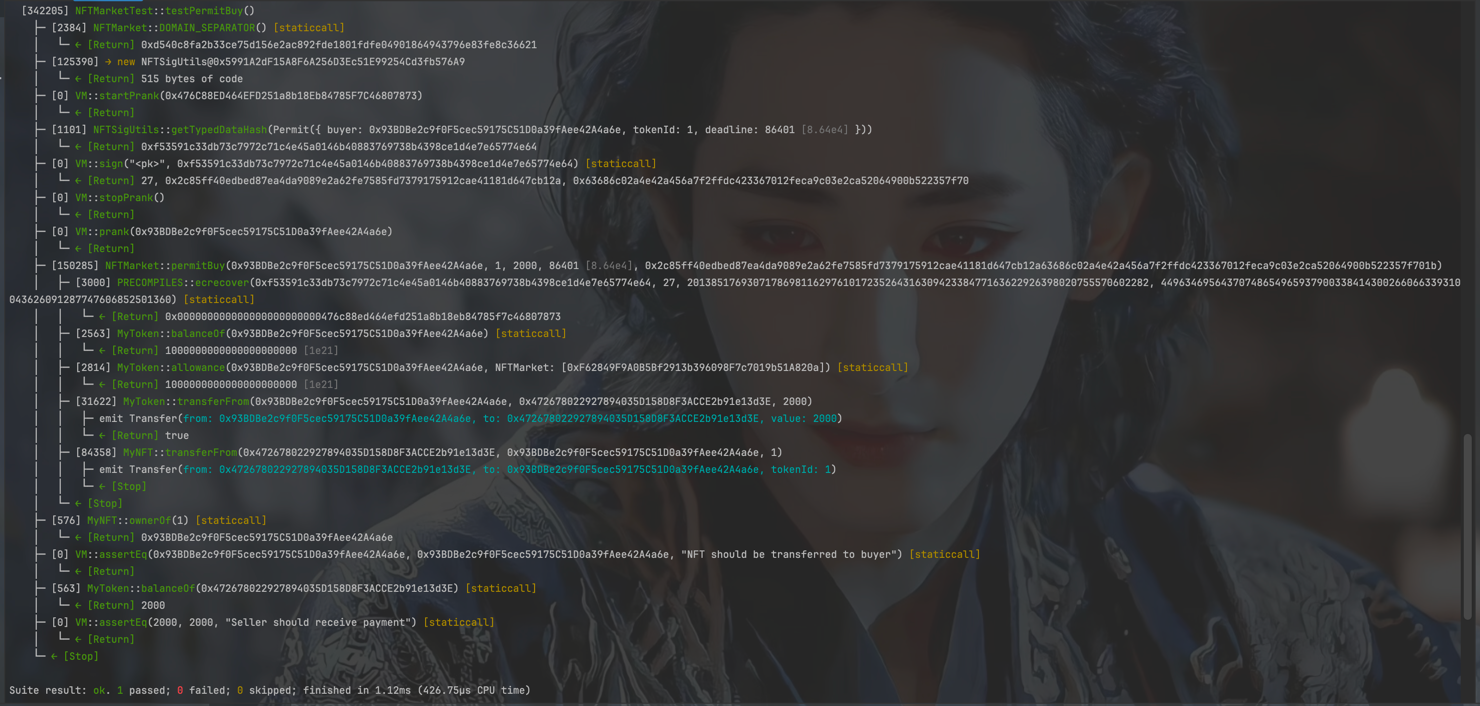 [342205] NFTMarketTest::testPermitBuy()
├─ [2384] NFTMarket::DOMAIN_SEPARATOR() [staticcall]
│   └─ ← [Return] 0xd540c8fa2b33ce75d156e2ac892fde1801fdfe04901864943796e83fe8c36621
├─ [125390] → new NFTSigUtils@0x5991A2dF15A8F6A256D3Ec51E99254Cd3fb576A9
│   └─ ← [Return] 515 bytes of code
├─ [0] VM::startPrank(0x476C88ED464EFD251a8b18Eb84785F7C46807873)
│   └─ ← [Return]
├─ [1101] NFTSigUtils::getTypedDataHash(Permit({ buyer: 0x93BDBe2c9f0F5cec59175C51D0a39fAee42A4a6e, tokenId: 1, deadline: 86401 [8.64e4] }))
│   └─ ← [Return] 0xf53591c33db73c7972c71c4e45a0146b40883769738b4398ce1d4e7e65774e64
├─ [0] VM::sign("<pk>", 0xf53591c33db73c7972c71c4e45a0146b40883769738b4398ce1d4e7e65774e64) [staticcall]
│   └─ ← [Return] 27, 0x2c85ff40edbed87ea4da9089e2a62fe7585fd7379175912cae41181d647cb12a, 0x63686c02a4e42a456a7f2ffdc423367012feca9c03e2ca52064900b522357f70
├─ [0] VM::stopPrank()
│   └─ ← [Return]
├─ [0] VM::prank(0x93BDBe2c9f0F5cec59175C51D0a39fAee42A4a6e)
│   └─ ← [Return]
├─ [150285] NFTMarket::permitBuy(0x93BDBe2c9f0F5cec59175C51D0a39fAee42A4a6e, 1, 2000, 86401 [8.64e4], 0x2c85ff40edbed87ea4da9089e2a62fe7585fd7379175912cae41181d647cb12a63686c02a4e42a456a7f2ffdc423367012feca9c03e2ca52064900b522357f701b)
│   ├─ [3000] PRECOMPILES::ecrecover(0xf53591c33db73c7972c71c4e45a0146b40883769738b4398ce1d4e7e65774e64, 27, 20138517693071786981162976101723526431630942338477163622926398020755570602282, 44963469564370748654965937900338414300266066339310
04362609128774760685250136​0) [staticcall]
│   │   └─ ← [Return] 0x000000000000000000000000476c88ed464efd251a8b18eb84785f7c46807873
│   ├─ [2563] MyToken::balanceOf(0x93BDBe2c9f0F5cec59175C51D0a39fAee42A4a6e) [staticcall]
│   │   └─ ← [Return] 1000000000000000000000 [1e21]
│   ├─ [2814] MyToken::allowance(0x93BDBe2c9f0F5cec59175C51D0a39fAee42A4a6e, NFTMarket: [0xF62849F9A0B5Bf2913b396098F7c7019b51A820a]) [staticcall]
│   │   └─ ← [Return] 1000000000000000000000 [1e21]
│   ├─ [31622] MyToken::transferFrom(0x93BDBe2c9f0F5cec59175C51D0a39fAee42A4a6e, 0x472678022927894035D158D8F3ACCE2b91e13d3E, 2000)
│   │   ├─ emit Transfer(from: 0x93BDBe2c9f0F5cec59175C51D0a39fAee42A4a6e, to: 0x472678022927894035D158D8F3ACCE2b91e13d3E, value: 2000)
│   │   └─ ← [Return] true
│   ├─ [84358] MyNFT::transferFrom(0x472678022927894035D158D8F3ACCE2b91e13d3E, 0x93BDBe2c9f0F5cec59175C51D0a39fAee42A4a6e, 1)
│   │   ├─ emit Transfer(from: 0x472678022927894035D158D8F3ACCE2b91e13d3E, to: 0x93BDBe2c9f0F5cec59175C51D0a39fAee42A4a6e, tokenId: 1)
│   │   └─ ← [Stop]
│   └─ ← [Stop]
├─ [576] MyNFT::ownerOf(1) [staticcall]
│   └─ ← [Return] 0x93BDBe2c9f0F5cec59175C51D0a39fAee42A4a6e
├─ [0] VM::assertEq(0x93BDBe2c9f0F5cec59175C51D0a39fAee42A4a6e, 0x93BDBe2c9f0F5cec59175C51D0a39fAee42A4a6e, "NFT should be transferred to buyer") [staticcall]
│   └─ ← [Return]
├─ [563] MyToken::balanceOf(0x472678022927894035D158D8F3ACCE2b91e13d3E) [staticcall]
│   └─ ← [Return] 2000
├─ [0] VM::assertEq(2000, 2000, "Seller should receive payment") [staticcall]
│   └─ ← [Return]
└─ ← [Stop]
Suite result: ok. 1 passed; 0 failed; 0 skipped; finished in 1.12ms (426.75µs CPU time)